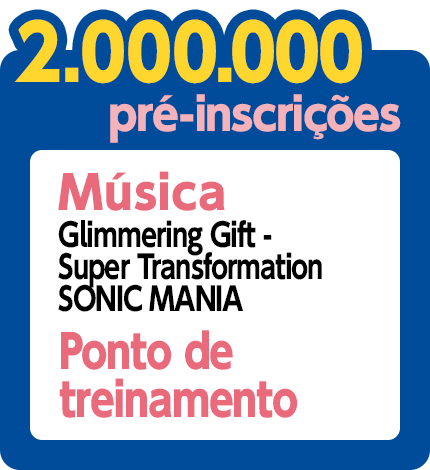 2.000.000
pré-inscrições
Música
Glimmering Gift -
Super Transformation
SONIC MANIA
Ponto de
treinamento